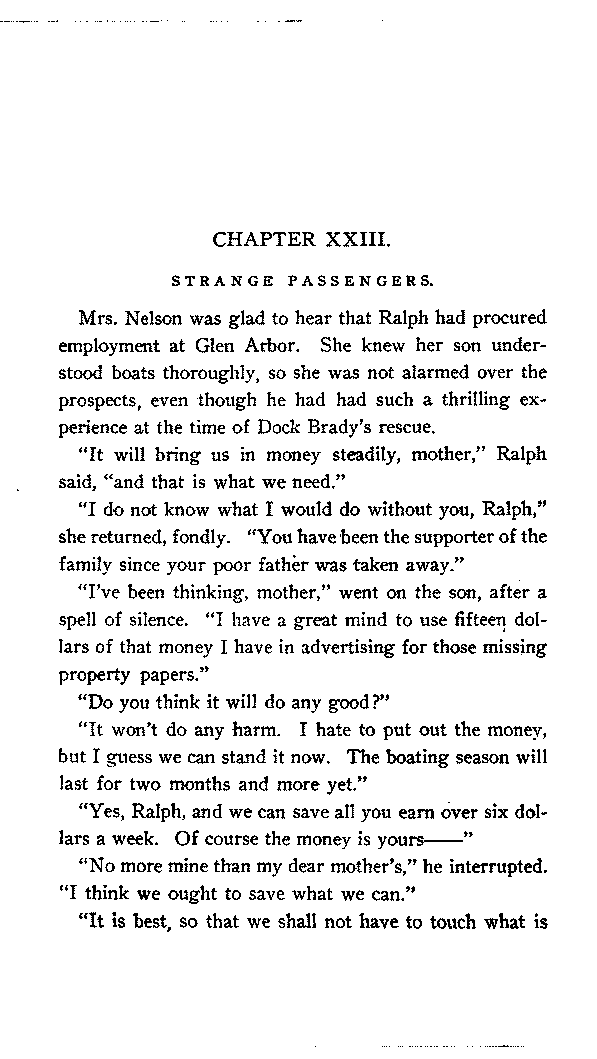 CHAPTER XXIII.
STRANGE PASSENGERS.
Mrs. Nelson was glad to hear that Ralph had procured
employment at Glen Arbor. She knew her son under-
stood boats thoroughly, so she was not alarmed over the
prospects, even though he had had such a thrilling ex-
perience at the time of Dock Brady's rescue.
"It will bring us in money steadily, mother," Ralph
said, "and that is what we need."
"I do not know what I would do without you, Ralph,"
she returned, fondly. "You have been the supporter of the
family since your poor father was taken away."
"I've been thinking, mother," went on the son, after a
spell of silence. "I have a great mind to use fifteen dol-
lars of that money I have in advertising for those missing
property papers."
"Do you think it will do any good?"
"It won't do any harm. I hate to put out the money,
but I guess we can stand it now. The boating season will
last for two months and more yet."
"Yes, Ralph, and we can save all you earn over six dol-
lars a week. Of course the money is yours——"
"No more mine than my dear mother's," he interrupted.
"I think we ought to save what we can."
"It is best, so that we shall not have to touch what is